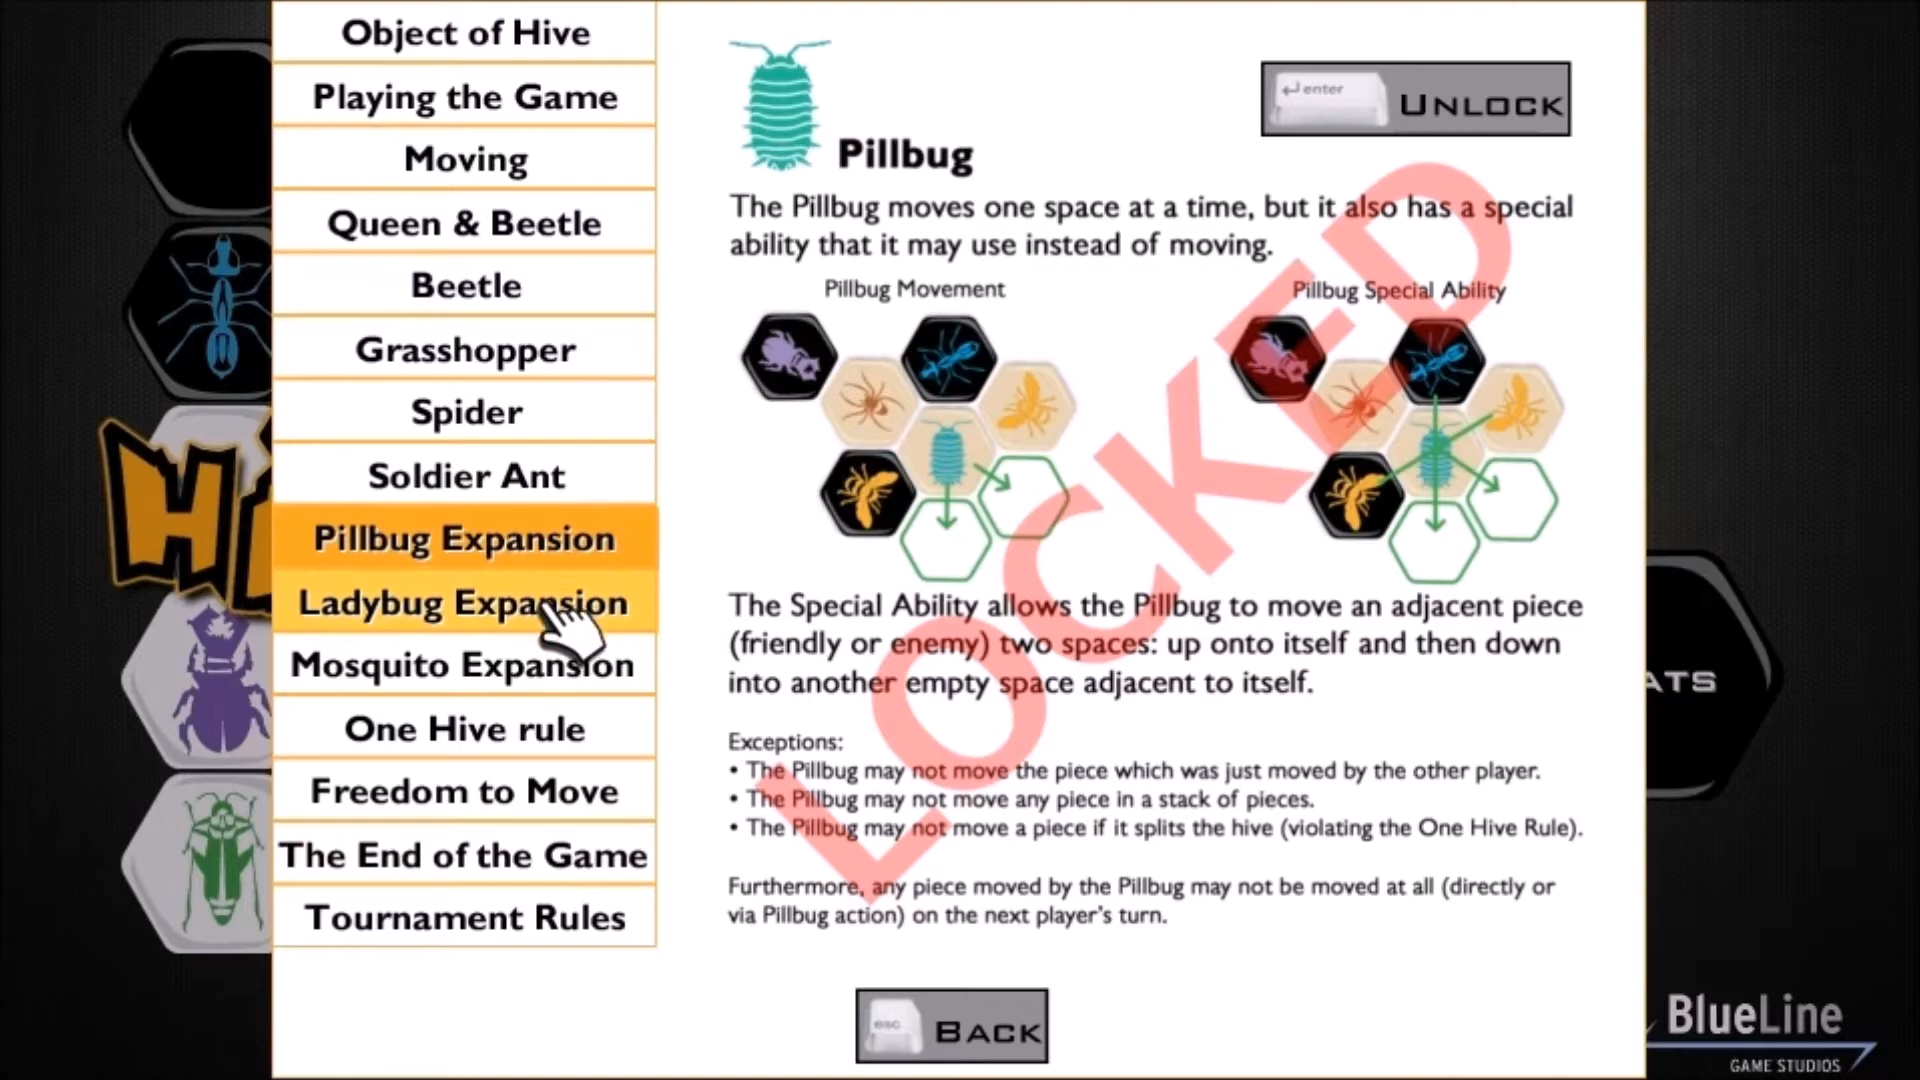 Object of Hive
Playing the Game
Moving
Queen & Beetle
Beetle
Grasshopper
Spider
Soldier Ant
Pillbug Expansion
Ladybug Expansion
Mosquito Expansion
One Hive rule
Freedom to Move
The End of the Game
Tournament Rules
enter
UNLOCK
Pillbug
The Pillbug moves one space at a time, but it also has a special
ability that it may use instead of moving.
Pillbug Movement
Pillbug Special Ability
LOCKED
The Special Ability allows the Pillbug to move an adjacent piece
(friendly or enemy) two spaces: up onto itself and then down
into another empty space adjacent to itself.
Exceptions:
• The Pillbug may not move the piece which was just moved by the other player.
• The Pillbug may not move any piece in a stack of pieces.
• The Pillbug may not move a piece if it splits the hive (violating the One Hive Rule).
Furthermore, any piece moved by the Pillbug may not be moved at all (directly or
via Pillbug action) on the next player's turn.
esc
BACK
H
ATS
BlueLine
GAME STUDIOS